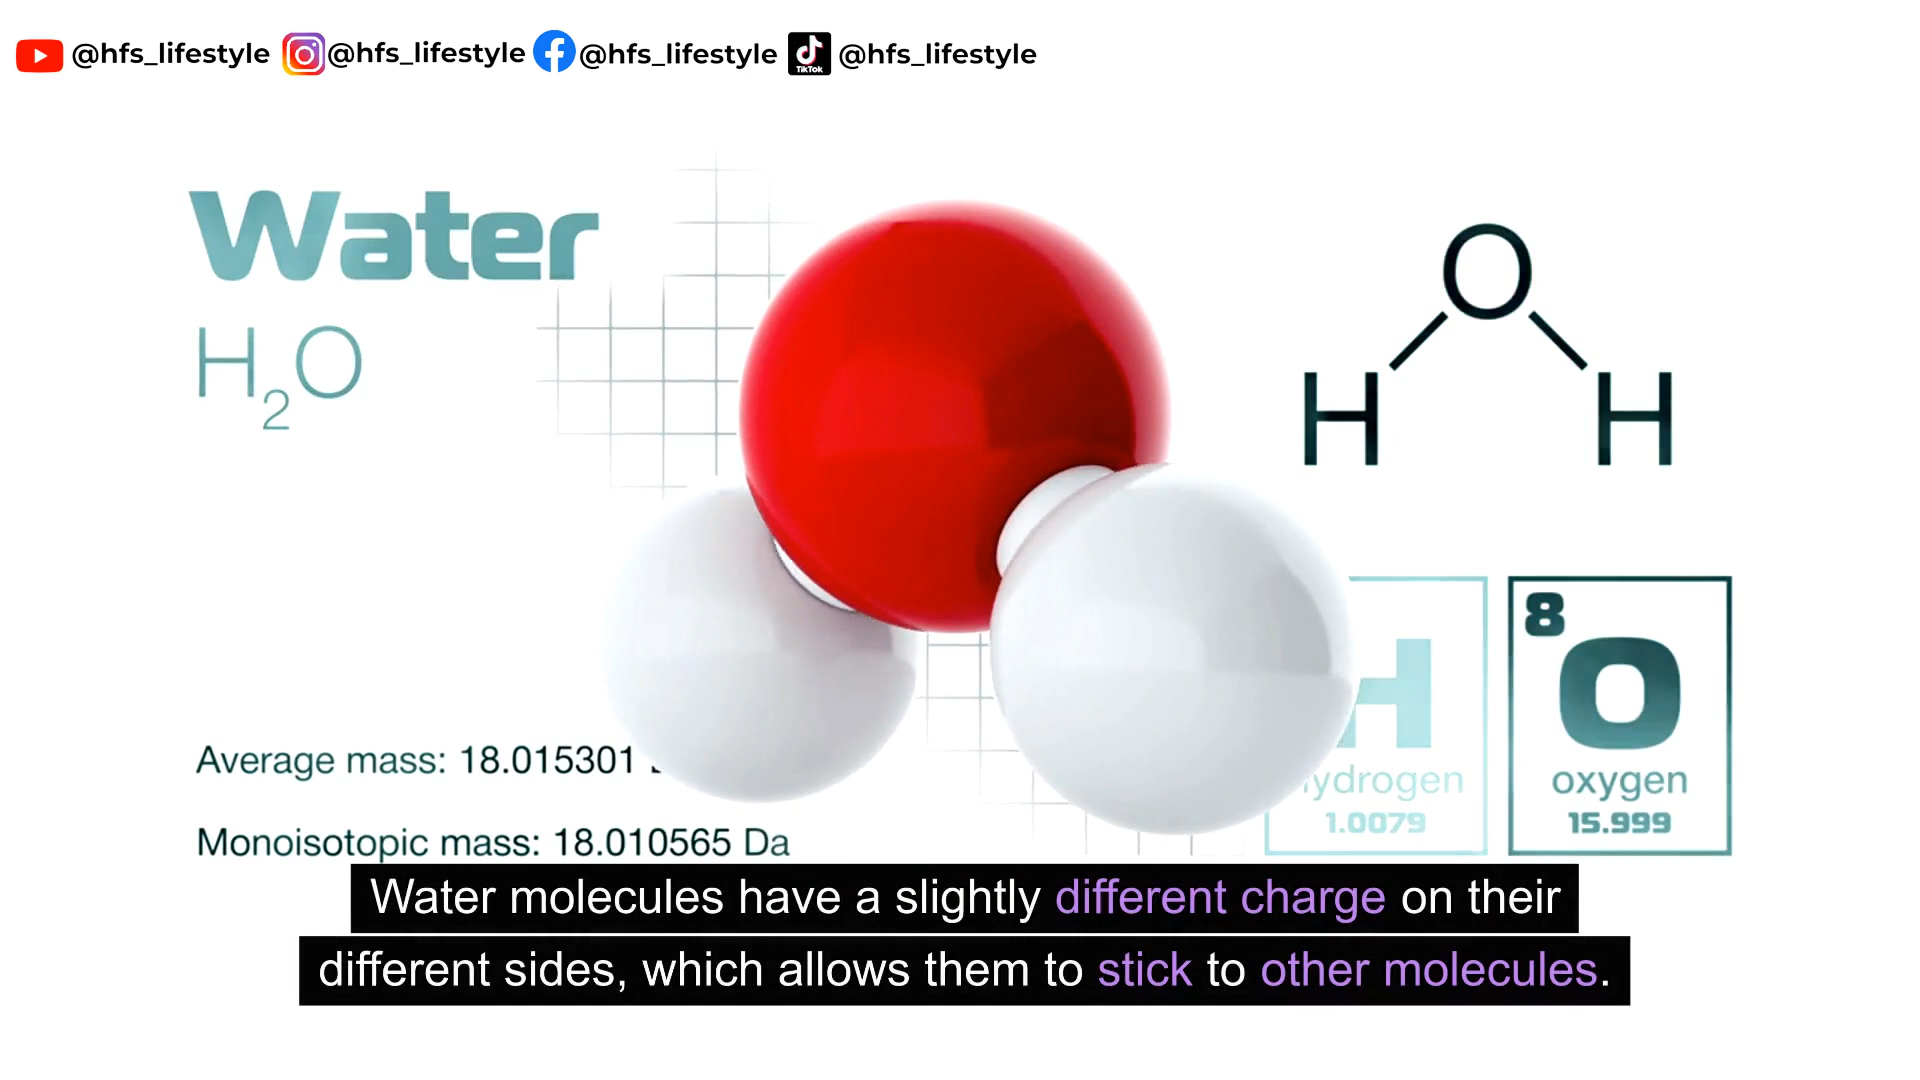 @hfs_lifestyle @hfs_lifestyle @hfs_lifestyle TikTok @hfs_lifestyle
Water
H2O
O
H H
8
H O
hydrogen oxygen
1.0079 15.999
Average mass: 18.015301
Monoisotopic mass: 18.010565 Da
Water molecules have a slightly different charge on their
different sides, which allows them to stick to other molecules.